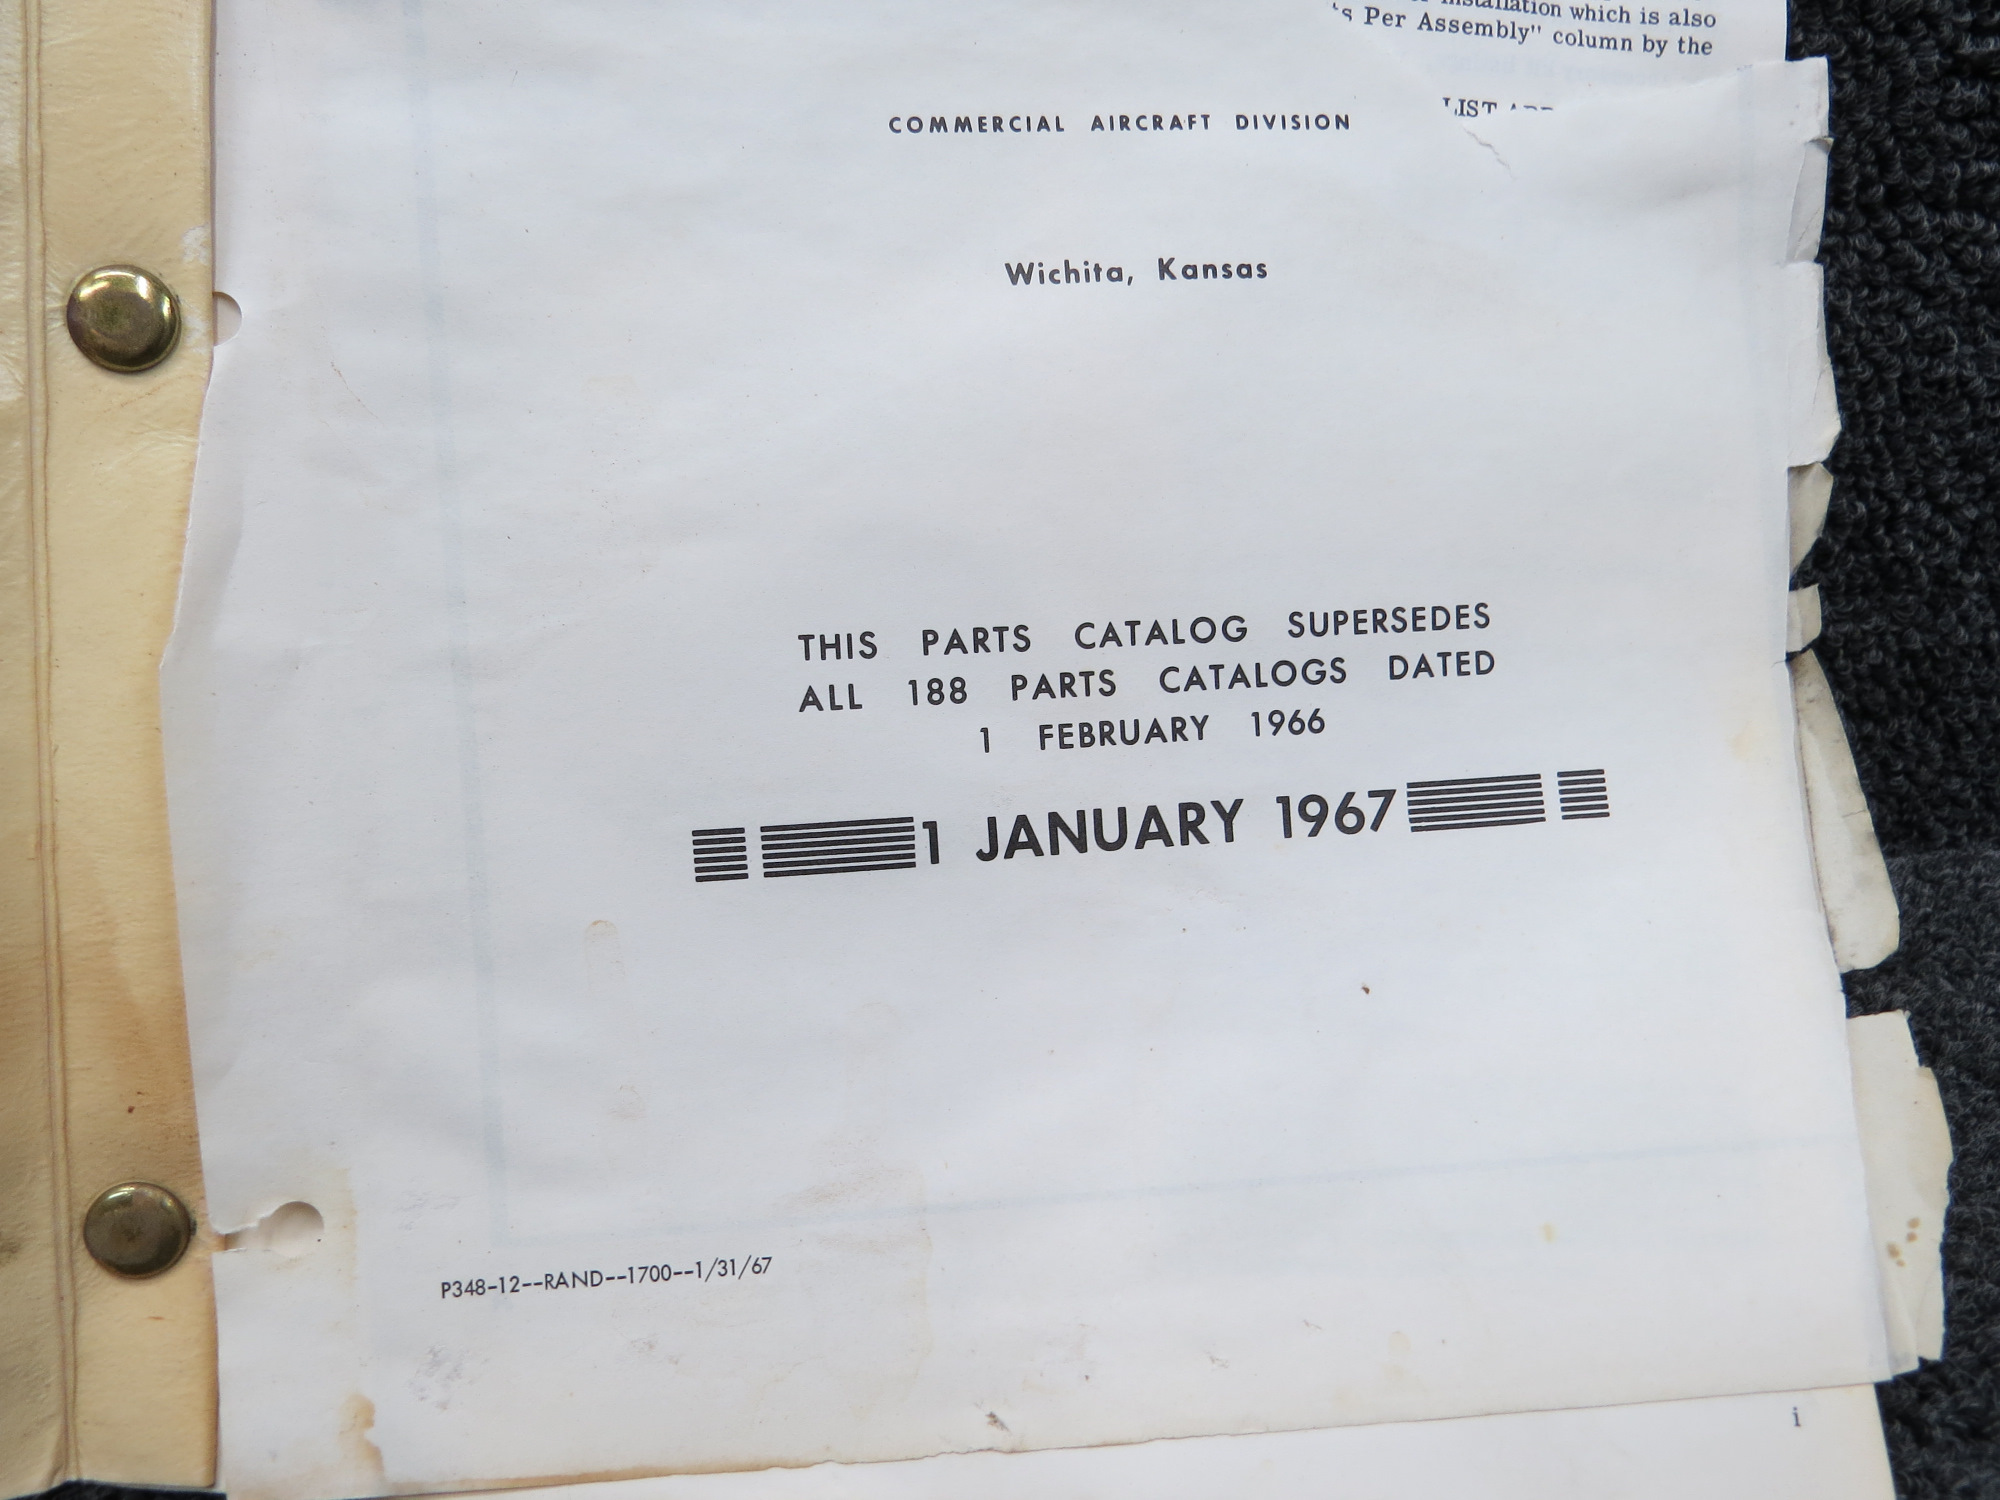 which is also
Per Assembly" column by the
LIST
COMMERCIAL AIRCRAFT DIVISION
Wichita, Kansas
THIS PARTS CATALOG SUPERSEDES
ALL 188 PARTS CATALOGS DATED
1 FEBRUARY 1966
1 JANUARY 1967
P348-12--RAND--1700--1/31/67
i